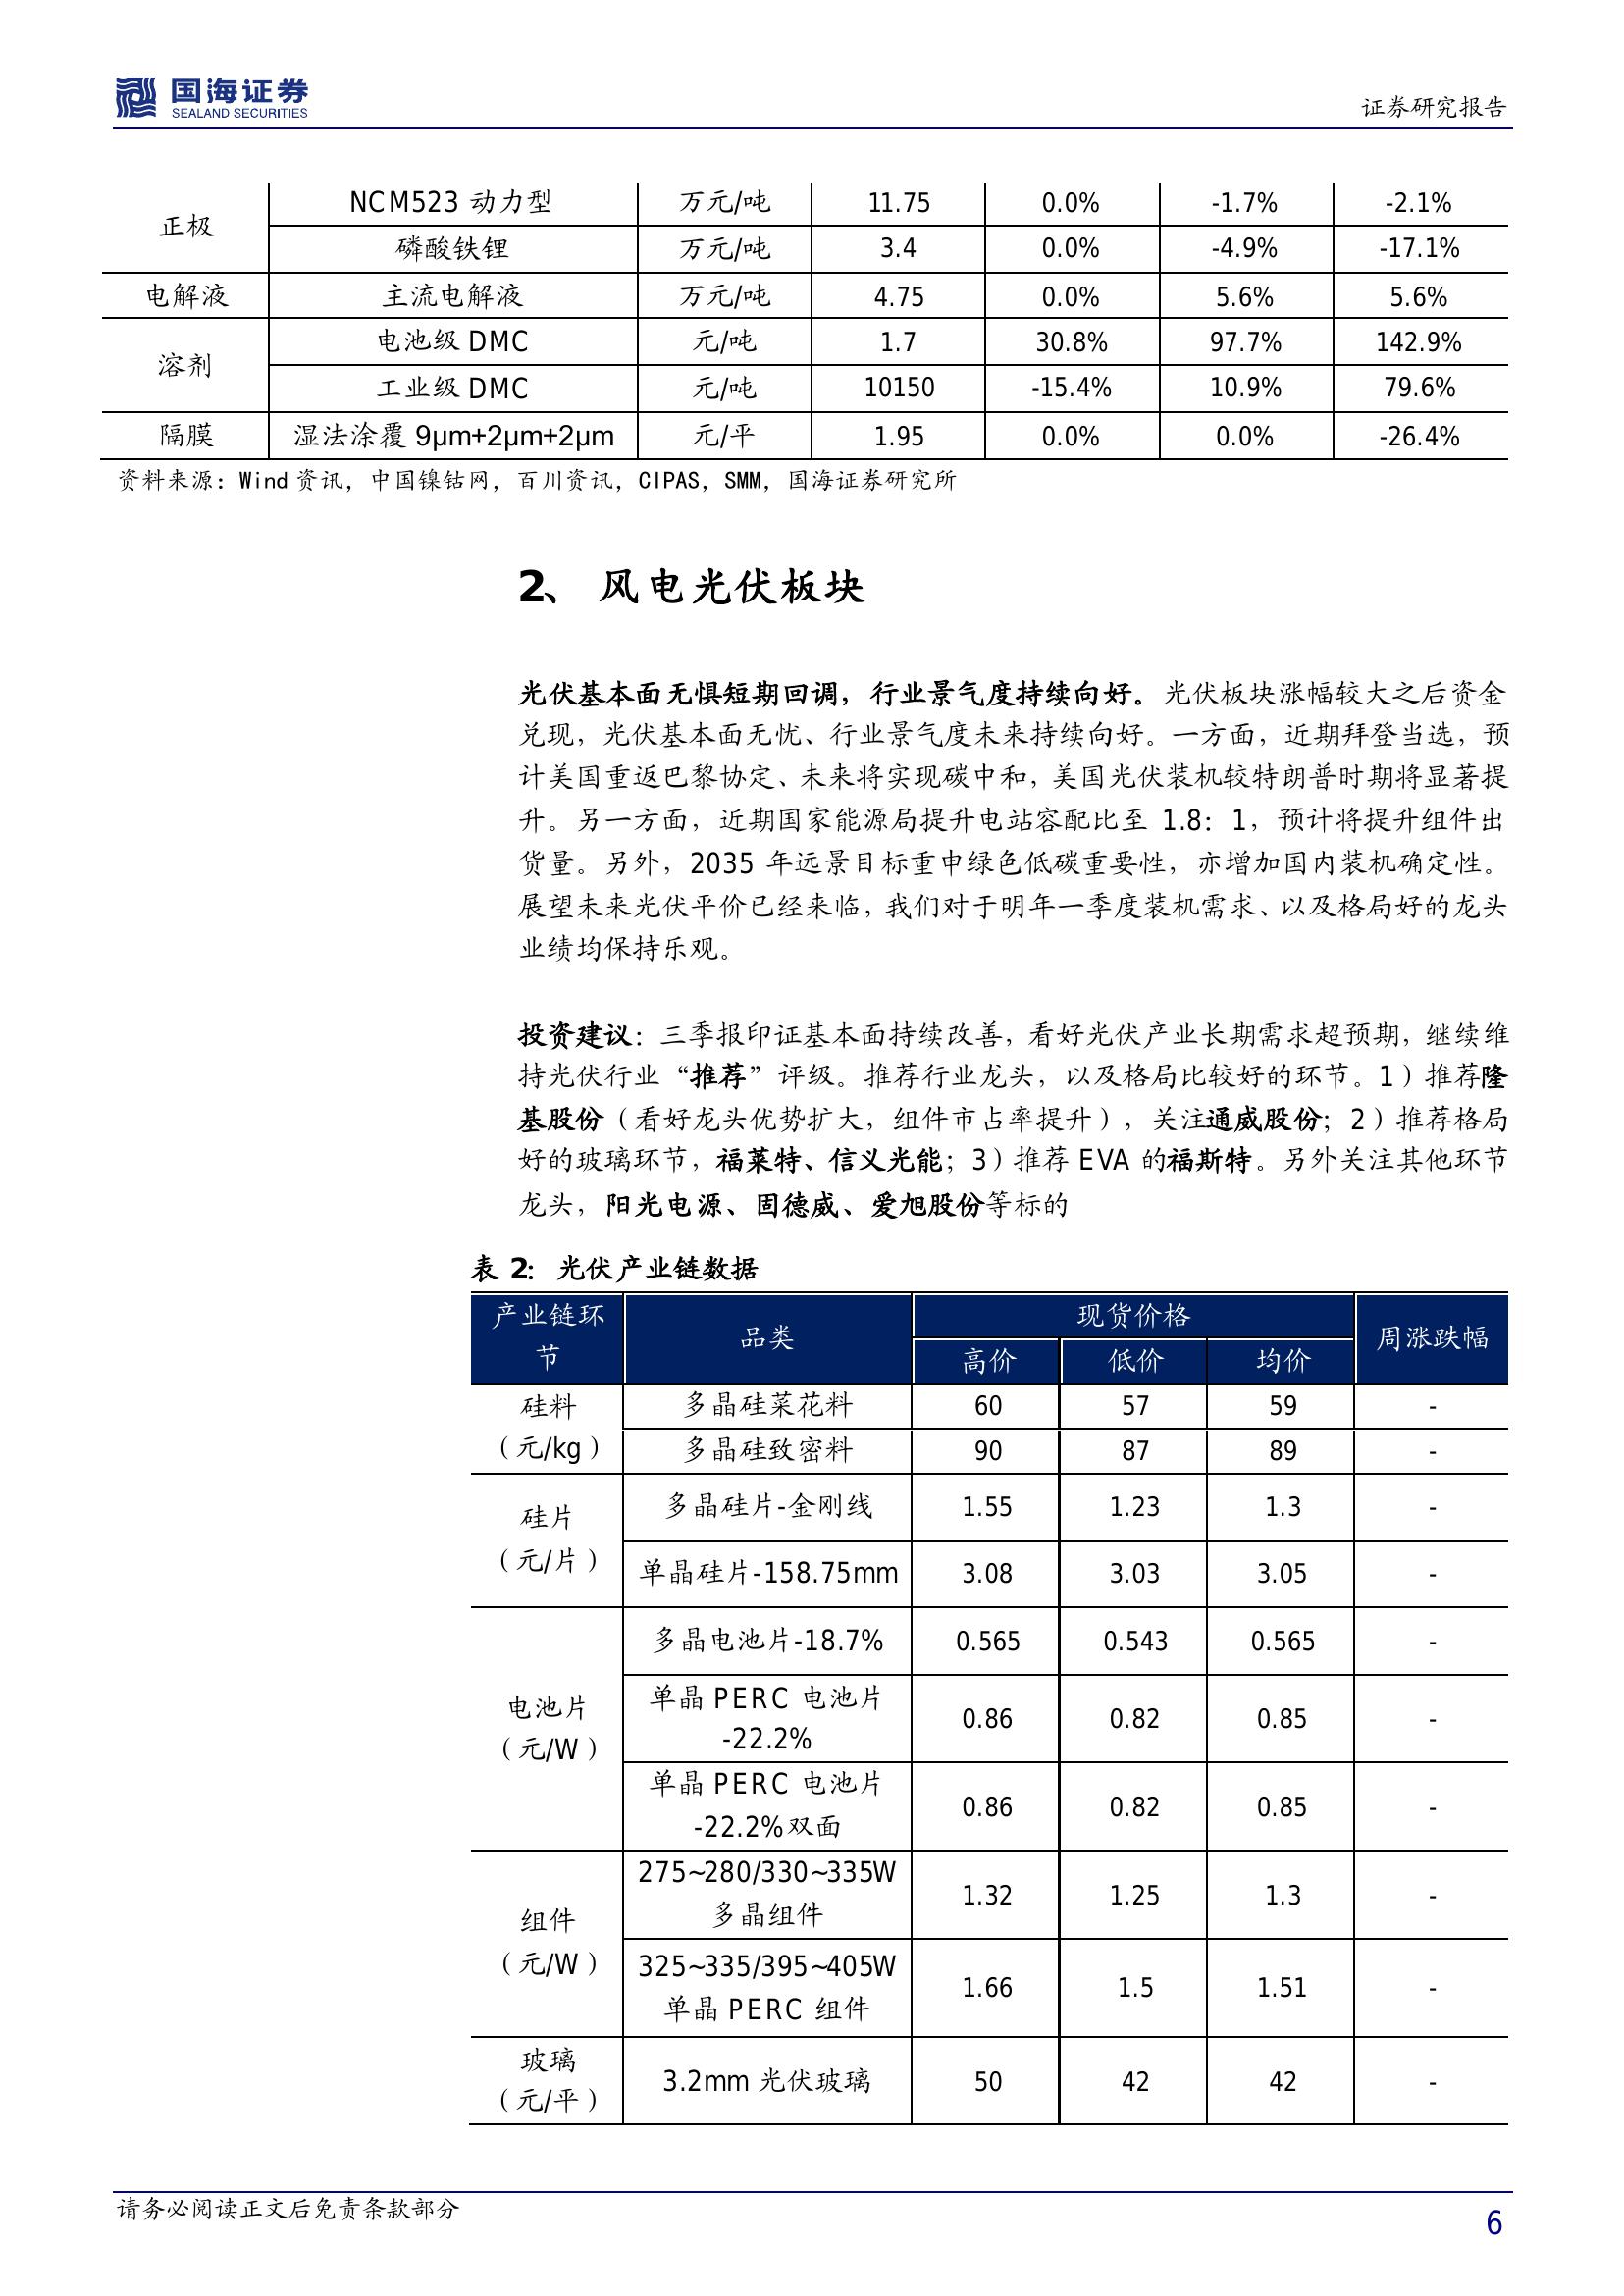 国海证券
SEALAND SECURITIES
证券研究报告
正极 NCM523 动力型 万元/吨 11.75 0.0% -1.7% -2.1%
磷酸铁锂 万元/吨 3.4 0.0% -4.9% -17.1%
电解液 主流电解液 万元/吨 4.75 0.0% 5.6% 5.6%
溶剂 电池级 DMC 元/吨 1.7 30.8% 97.7% 142.9%
工业级 DMC 元/吨 10150 -15.4% 10.9% 79.6%
隔膜 湿法涂覆 9μm+2μm+2μm 元/平 1.95 0.0% 0.0% -26.4%
资料来源：Wind 资讯，中国镍钴网，百川资讯，CIPAS，SMM，国海证券研究所
2、 风电光伏板块
光伏基本面无惧短期回调，行业景气度持续向好。光伏板块涨幅较大之后资金
兑现，光伏基本面无忧、行业景气度未来持续向好。一方面，近期拜登当选，预
计美国重返巴黎协定、未来将实现碳中和，美国光伏装机较特朗普时期将显著提
升。另一方面，近期国家能源局提升电站容配比至 1.8：1，预计将提升组件出
货量。另外，2035 年远景目标重申绿色低碳重要性，亦增加国内装机确定性。
展望未来光伏平价已经来临，我们对于明年一季度装机需求、以及格局好的龙头
业绩均保持乐观。
投资建议：三季报印证基本面持续改善，看好光伏产业长期需求超预期，继续维
持光伏行业“推荐”评级。推荐行业龙头，以及格局比较好的环节。1）推荐隆
基股份（看好龙头优势扩大，组件市占率提升），关注通威股份；2）推荐格局
好的玻璃环节，福莱特、信义光能；3）推荐 EVA 的福斯特。另外关注其他环节
龙头，阳光电源、固德威、爱旭股份等标的
表 2：光伏产业链数据
产业链环 品类 现货价格 周涨跌幅
节 高价 低价 均价
硅料 多晶硅菜花料 60 57 59 -
（元/kg） 多晶硅致密料 90 87 89 -
硅片 多晶硅片-金刚线 1.55 1.23 1.3 -
（元/片） 单晶硅片-158.75mm 3.08 3.03 3.05 -
多晶电池片-18.7% 0.565 0.543 0.565 -
电池片 单晶 PERC 电池片 0.86 0.82 0.85 -
（元/W） -22.2%
单晶 PERC 电池片 0.86 0.82 0.85 -
-22.2%双面
组件 275~280/330~335W 1.32 1.25 1.3 -
多晶组件
（元/W） 325~335/395~405W 1.66 1.5 1.51 -
单晶 PERC 组件
玻璃 3.2mm 光伏玻璃 50 42 42 -
（元/平）
请务必阅读正文后免责条款部分
6